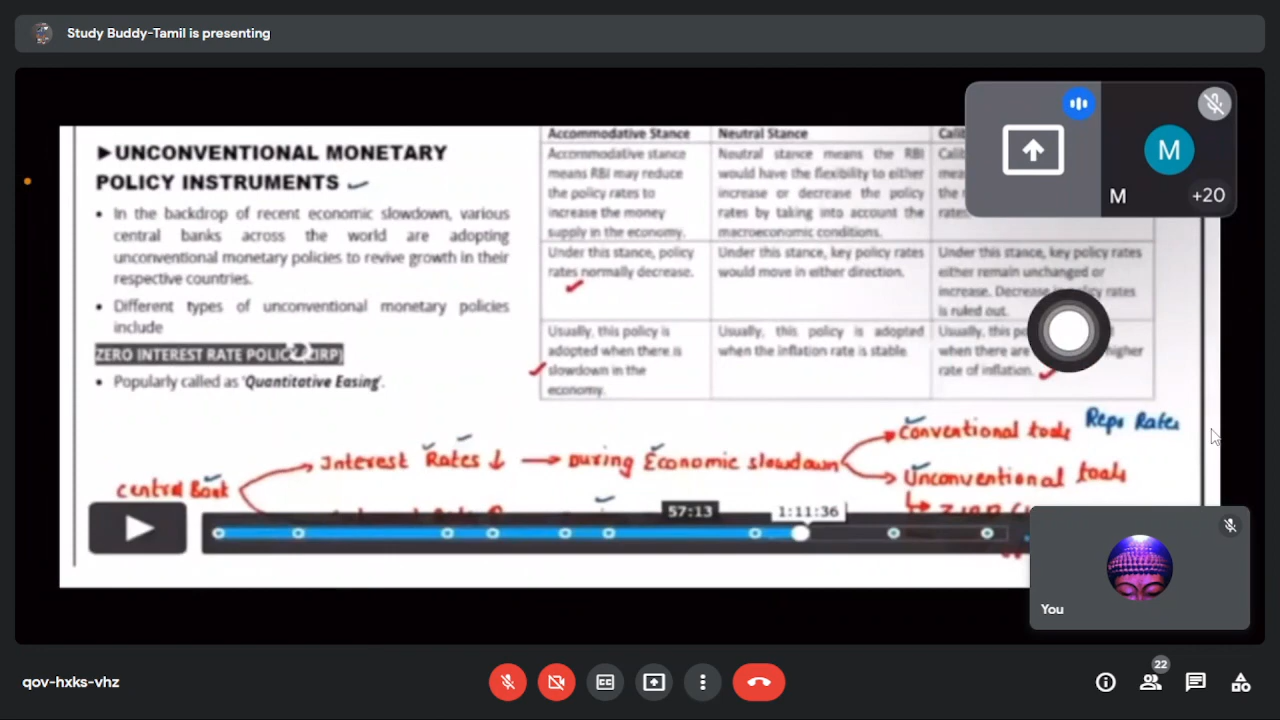 Study Buddy-Tamil is presenting
►UNCONVENTIONAL MONETARY
POLICY INSTRUMENTS
• In the backdrop of recent economic slowdown, various
central banks across the world are adopting
unconventional monetary policies to revive growth in their
respective countries.
• Different types of unconventional monetary policies
include
ZERO INTEREST RATE POLICY (ZIRP)
• Popularly called as 'Quantitative Easing'.
Accommodative Stance
Accommodative stance
means RBI may reduce
the policy rates to
increase the money
supply in the economy.
Under this stance, policy
rates normally decrease.
Usually, this policy is
adopted when there is
slowdown in the
economy.
Neutral Stance
Neutral stance means the RBI
would have the flexibility to either
increase or decrease the policy
rates by taking into account the
macroeconomic conditions.
Under this stance, key policy rates
would move in either direction.
Usually, this policy is adopted
when the inflation rate is stable.
Under this stance, key policy rates
either remain unchanged or
increase. Decrease in policy rates
is ruled out.
Usually, this
when there are higher
rate of inflation.
Central Bank
Interest Rates ↓ → During Economic slowdown
Conventional tools Repo Rates
Unconventional tools
57:13
1:11:36
M
M
+20
You
qov-hxks-vhz
22